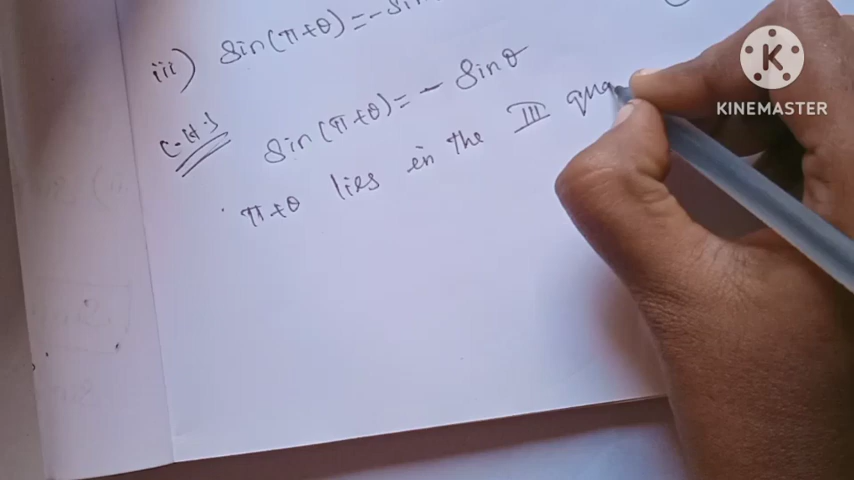 iii) Sin(π+θ)=-Sin
Sin(π+θ)= - Sinθ
π+θ lies in the III qua
KINEMASTER